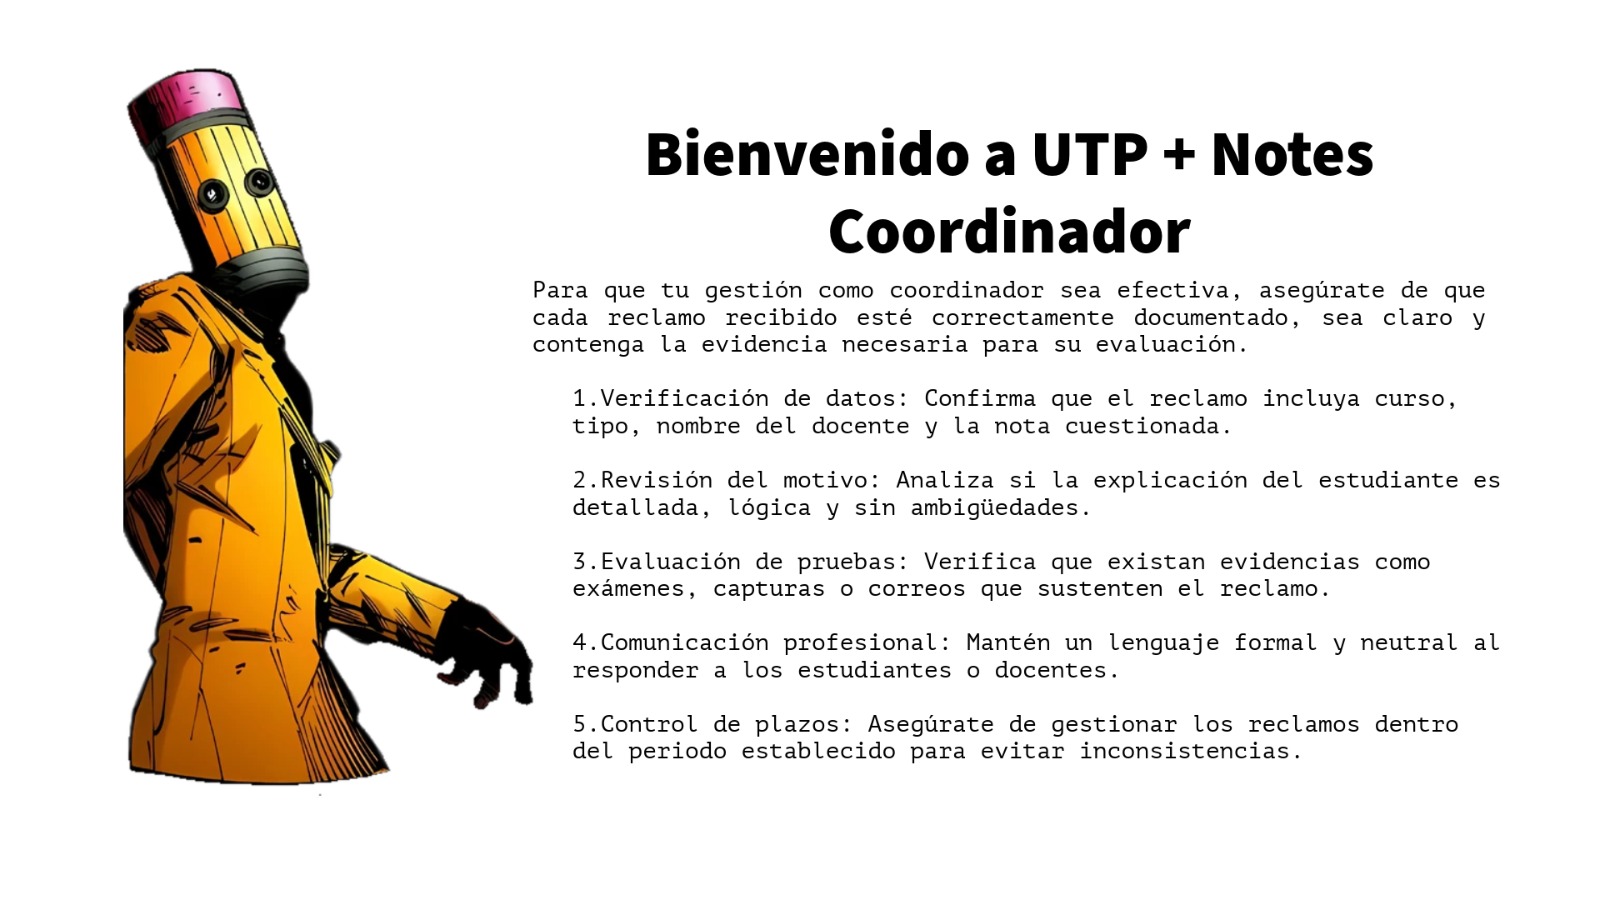 Bienvenido a UTP + Notes
Coordinador
Para que tu gestión como coordinador sea efectiva, asegúrate de que
cada reclamo recibido esté correctamente documentado, sea claro y
contenga la evidencia necesaria para su evaluación.
1.Verificación de datos: Confirma que el reclamo incluya curso,
tipo, nombre del docente y la nota cuestionada.
2.Revisión del motivo: Analiza si la explicación del estudiante es
detallada, lógica y sin ambigüedades.
3.Evaluación de pruebas: Verifica que existan evidencias como
exámenes, capturas o correos que sustenten el reclamo.
4.Comunicación profesional: Mantén un lenguaje formal y neutral al
responder a los estudiantes o docentes.
5.Control de plazos: Asegúrate de gestionar los reclamos dentro
del periodo establecido para evitar inconsistencias.